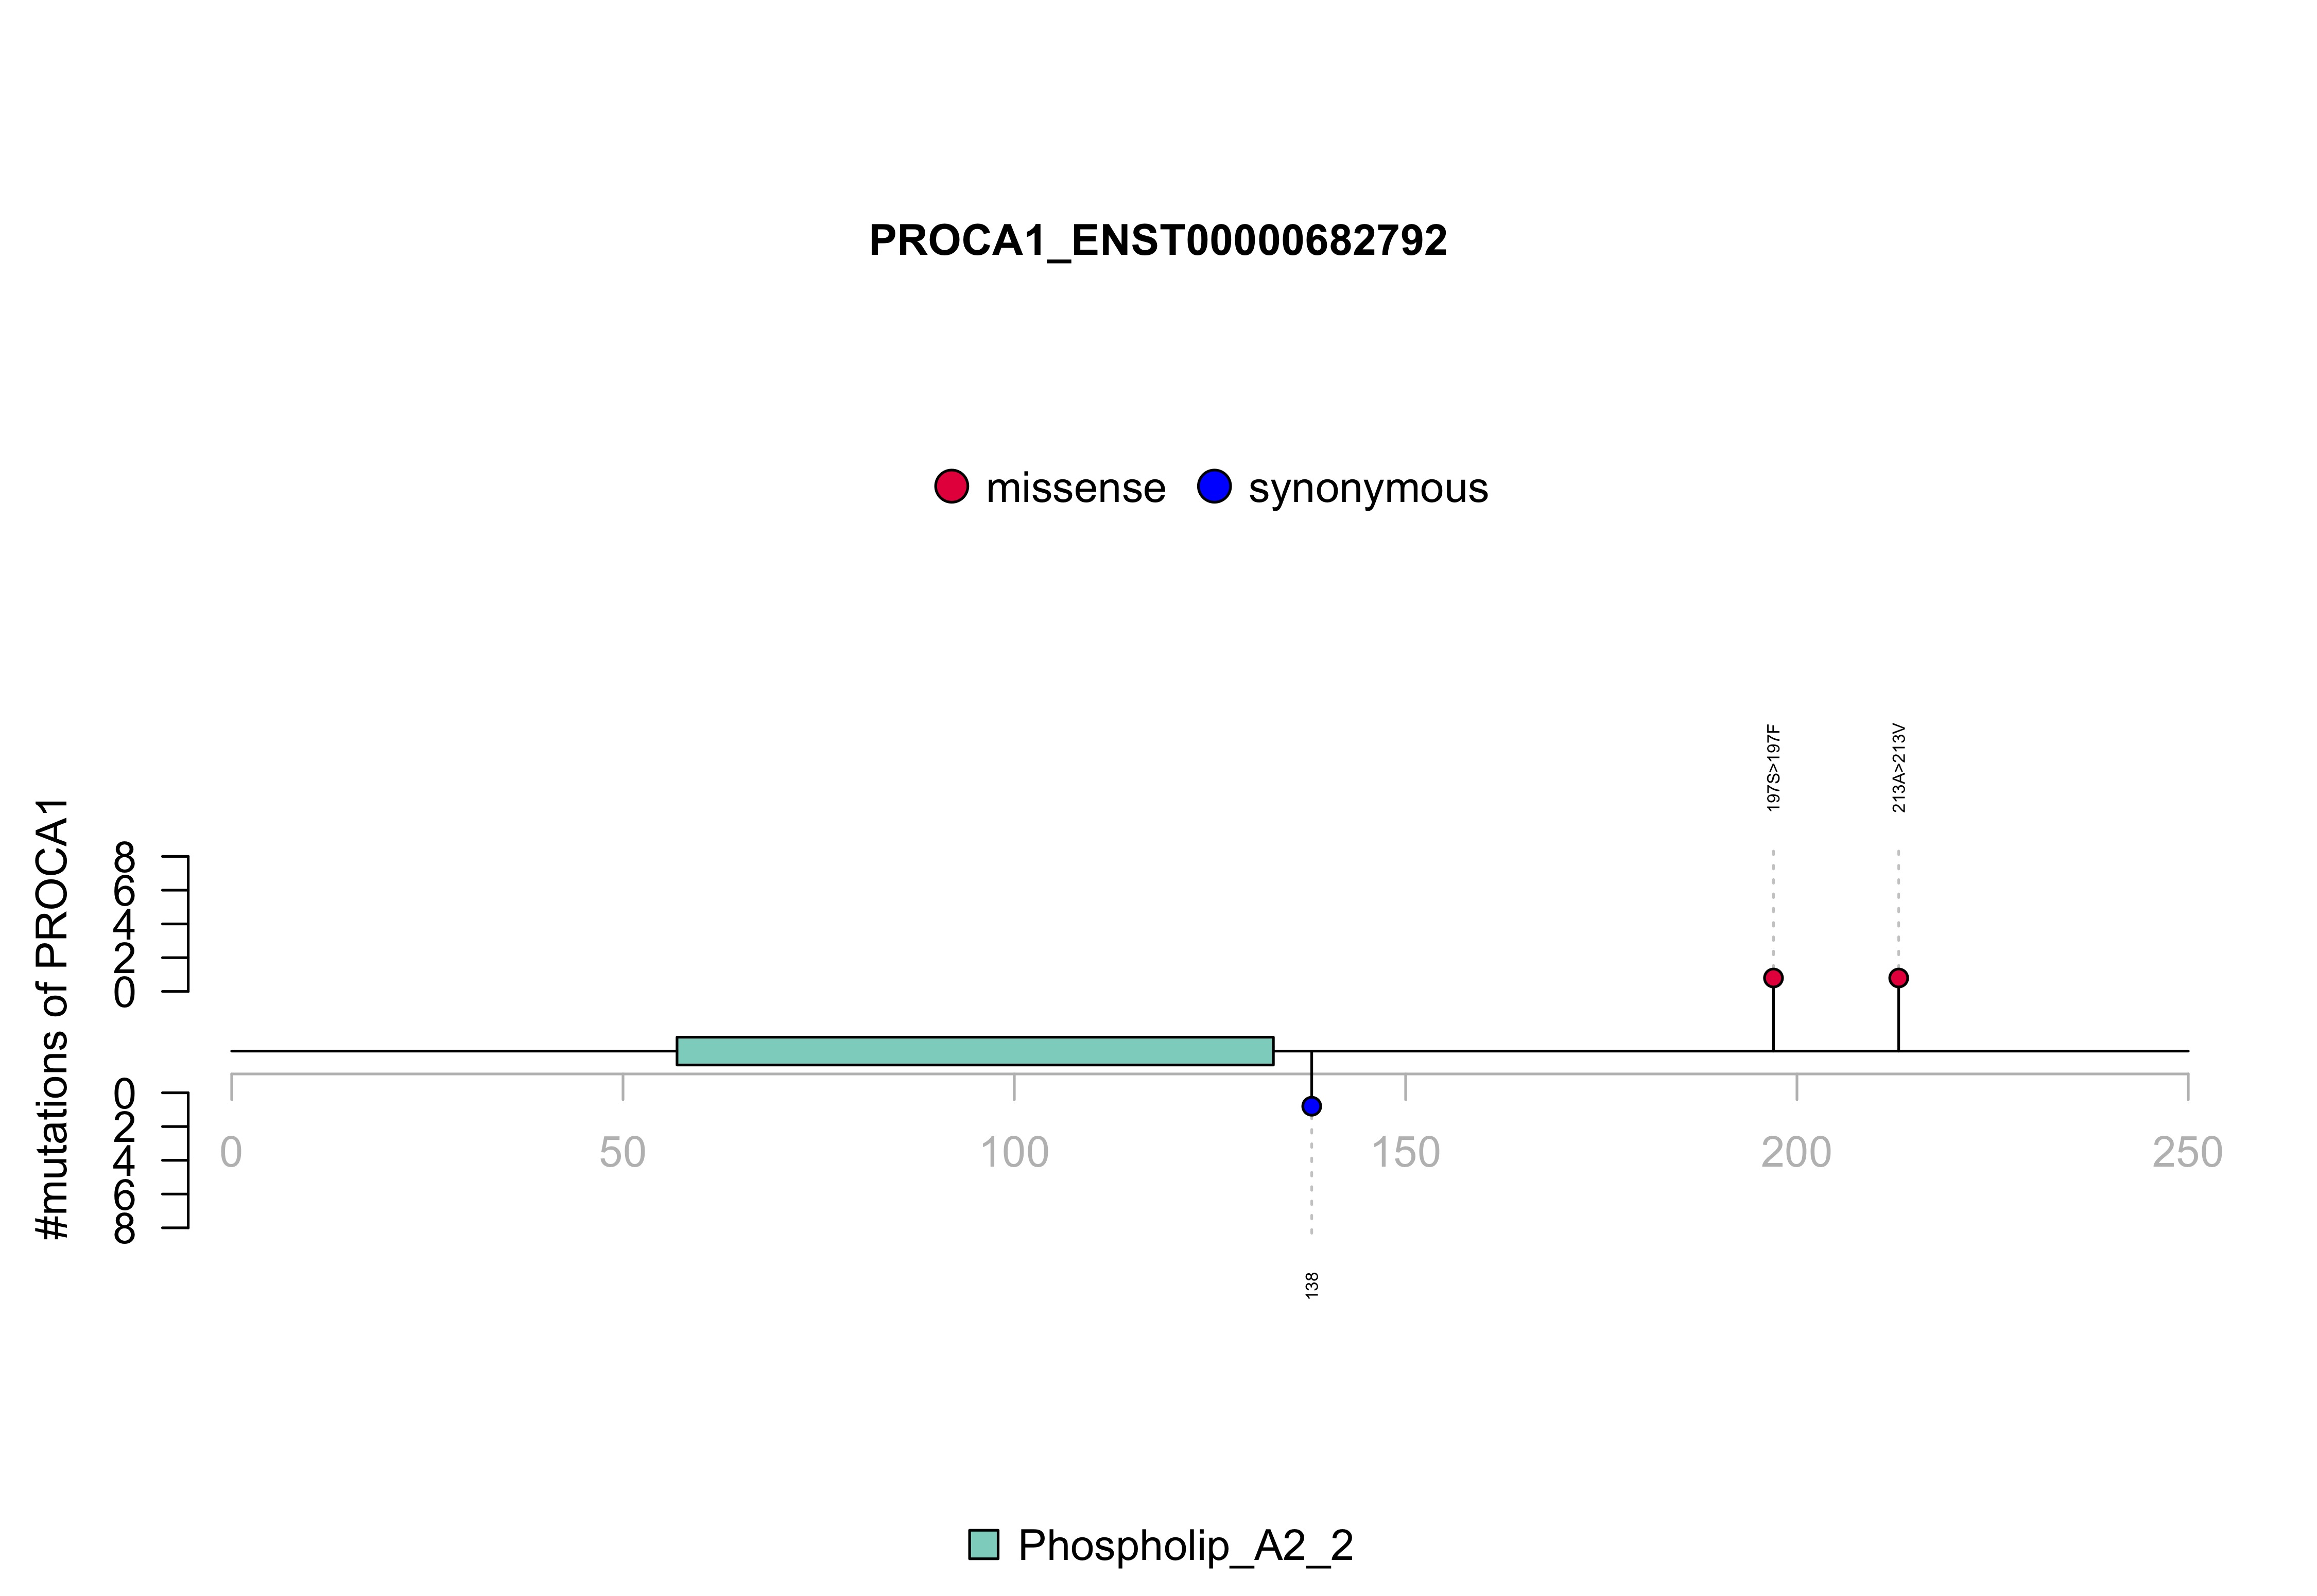 PROCA1_ENST00000682792
missense synonymous
197S>197F 213A>213V
#mutations of PROCA1
8
6
4
2
0
0
2
4
6
8
0 50 100 150 200 250
138
Phospholip_A2_2